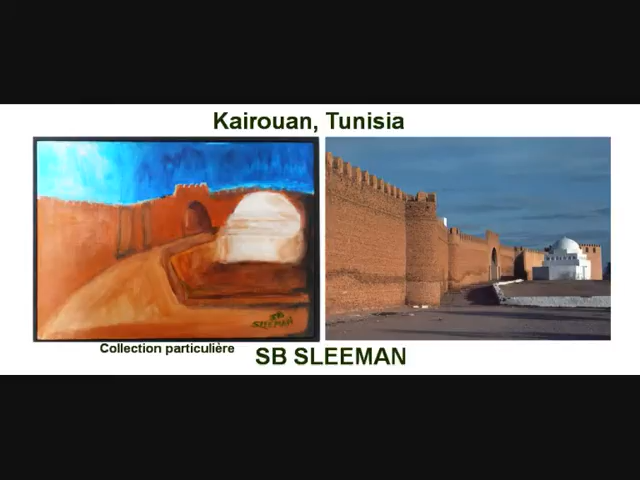 Kairouan, Tunisia
SB
SLEEMAN
Collection particulière
SB SLEEMAN